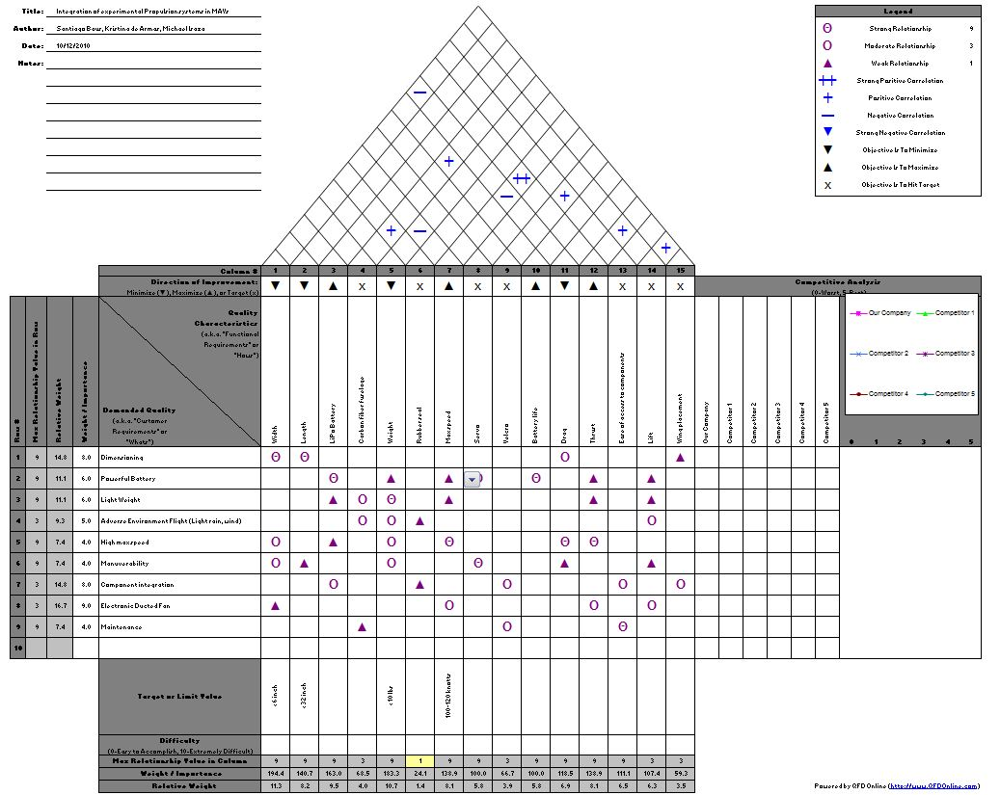 Title: Integration of experimental Propulsion systems in MAVs
Author: Santiago Baur, Kristina de Armar, Michael Iraza
Date: 10/12/2010
Notes:
Legend
Strong Relationship 9
Moderate Relationship 3
Weak Relationship 1
Strong Positive Correlation
Positive Correlation
Negative Correlation
Strong Negative Correlation
Objective Is To Minimize
Objective Is To Maximize
Objective Is To Hit Target
Column # 1 2 3 4 5 6 7 8 9 10 11 12 13 14 15
Direction of Improvement:
Minimize (▼), Maximize (▲), or Target (x)
▼ ▼ ▲ x ▼ x ▲ x x ▲ ▼ ▲ x x x
Competitive Analysis
(0=Worst, 5=Best)
Our Company Competitor 1
Competitor 2 Competitor 3
Competitor 4 Competitor 5
0 1 2 3 4 5
Row #
Max Relationship Value in Row
Relative Weight
Weight / Importance
Quality
Characteristics
(a.k.a. "Functional
Requirements" or
"Hows")
Demanded Quality
(a.k.a. "Customer
Requirements" or
"Whats")
Width
Length
LiPo Battery
Carbon fiber fuselage
Weight
Rubber seal
Max speed
Servo
Velcro
Battery life
Drag
Thrust
Ease of access to components
Lift
Wing placement
Our Company
Competitor 1
Competitor 2
Competitor 3
Competitor 4
Competitor 5
1 9 14.8 8.0 Dimensioning
2 9 11.1 6.0 Powerful Battery
3 9 11.1 6.0 Light Weight
4 3 9.3 5.0 Adverse Environment Flight (Light rain, wind)
5 9 7.4 4.0 High max speed
6 9 7.4 4.0 Manuverability
7 3 14.8 8.0 Component integration
8 3 16.7 9.0 Electronic Ducted Fan
9 9 7.4 4.0 Maintenance
10
Target or Limit Value
<6 inch
<32 inch
<10 lbs
100-120 knotts
Difficulty
(0=Easy to Accomplish, 10=Extremely Difficult)
Max Relationship Value in Column 9 9 9 3 9 1 9 9 3 9 9 9 9 3 3
Weight / Importance 194.4 140.7 163.0 68.5 183.3 24.1 138.9 100.0 66.7 100.0 118.5 138.9 111.1 107.4 59.3
Relative Weight 11.3 8.2 9.5 4.0 10.7 1.4 8.1 5.8 3.9 5.8 6.9 8.1 6.5 6.3 3.5
Powered by QFD Online (http://www.QFDOnline.com)